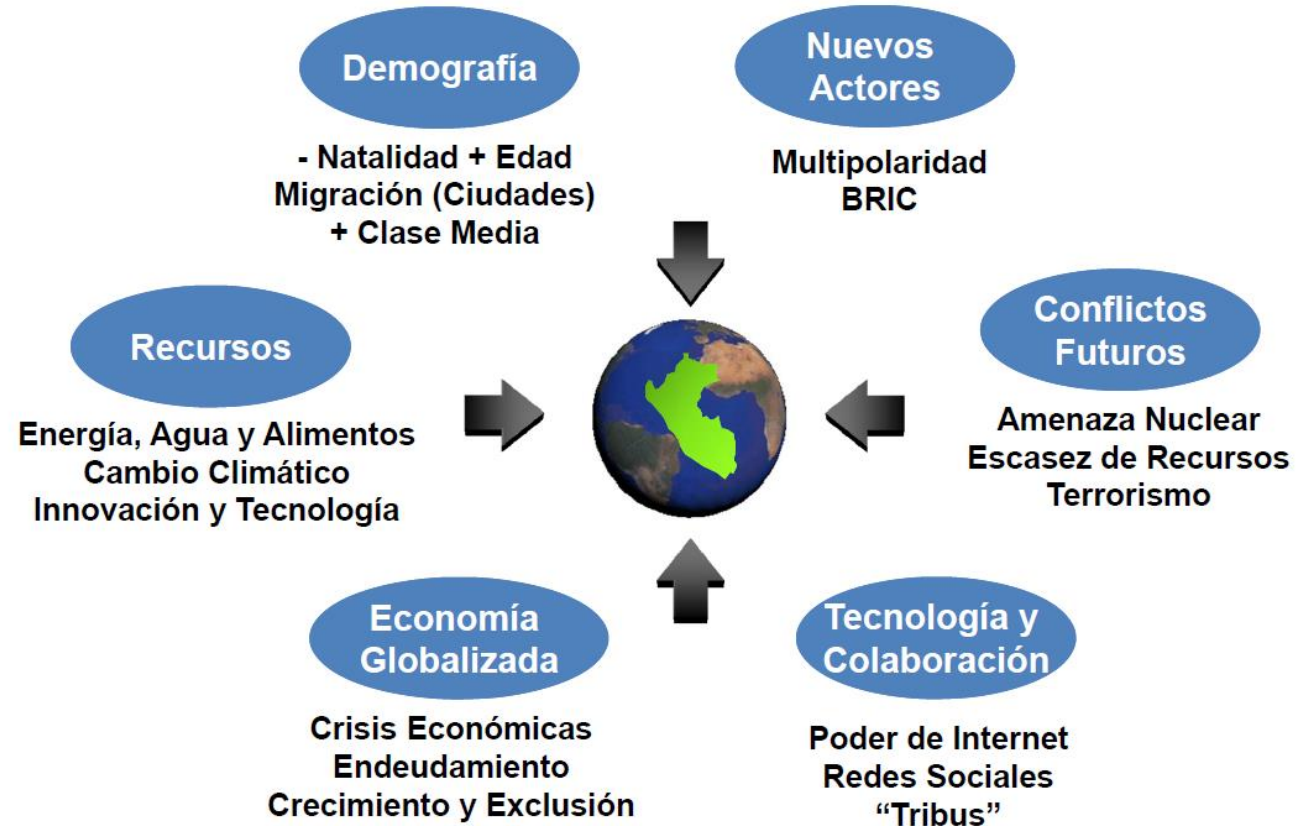 Demografía
- Natalidad + Edad
Migración (Ciudades)
+ Clase Media
Nuevos
Actores
Multipolaridad
BRIC
Recursos
Energía, Agua y Alimentos
Cambio Climático
Innovación y Tecnología
Conflictos
Futuros
Amenaza Nuclear
Escasez de Recursos
Terrorismo
Economía
Globalizada
Crisis Económicas
Endeudamiento
Crecimiento y Exclusión
Tecnología y
Colaboración
Poder de Internet
Redes Sociales
“Tribus”